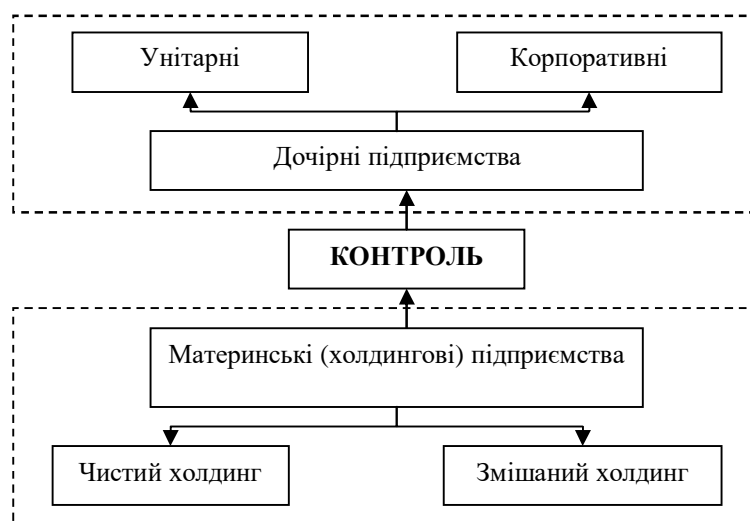 Унітарні
Корпоративні
Дочірні підприємства
КОНТРОЛЬ
Материнські (холдингові) підприємства
Чистий холдинг
Змішаний холдинг